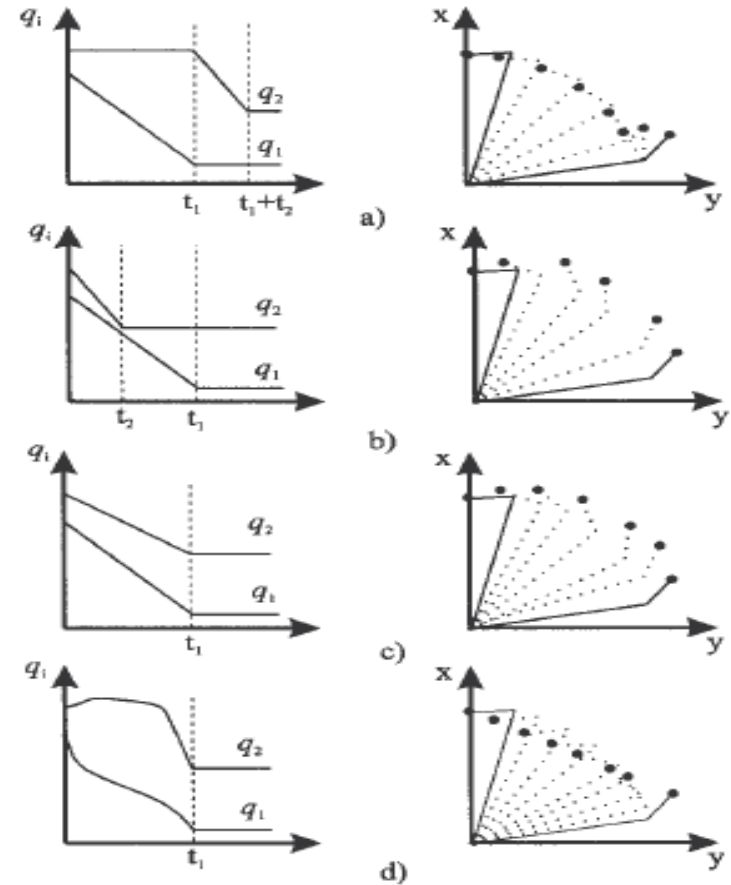 qᵢ
x
q₂
q₁
t₁
t₁+t₂
y
a)
qᵢ
x
q₂
q₁
t₂
t₁
y
b)
qᵢ
x
q₂
q₁
t₁
y
c)
qᵢ
x
q₂
q₁
t₁
y
d)